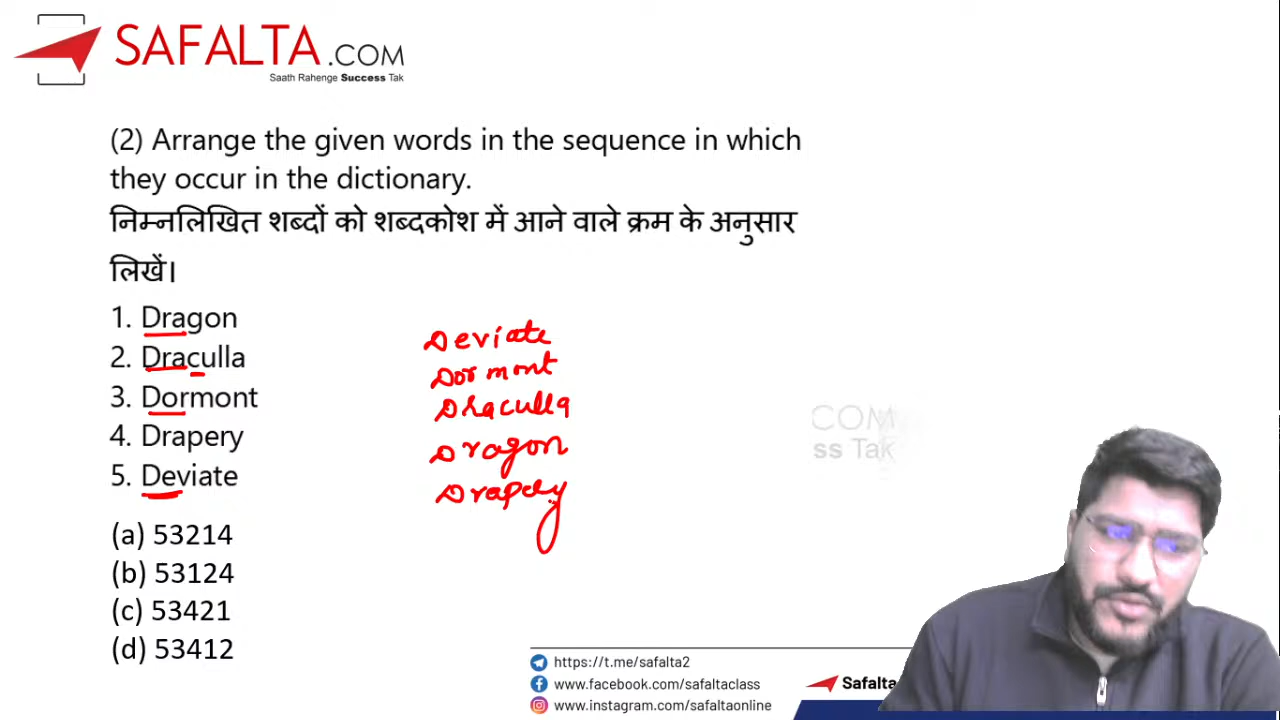 SAFALTA.COM
Saath Rahenge Success Tak
(2) Arrange the given words in the sequence in which
they occur in the dictionary.
निम्नलिखित शब्दों को शब्दकोश में आने वाले क्रम के अनुसार
लिखें।
1. Dragon
2. Draculla
3. Dormont
4. Drapery
5. Deviate
(a) 53214
(b) 53124
(c) 53421
(d) 53412
Deviate
Dormont
Draculla
Dragon
COM
ss Tak
https://t.me/safalta2
www.facebook.com/safaltaclass
www.instagram.com/safaltaonline
Safalta